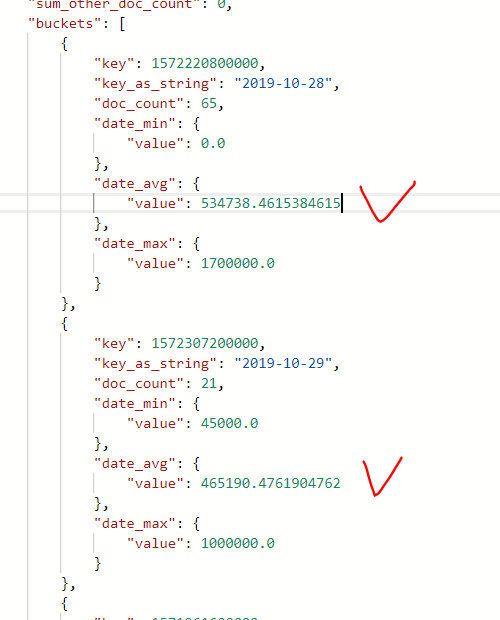 "sum_other_doc_count": 0,
"buckets": [
{
"key": 1572220800000,
"key_as_string": "2019-10-28",
"doc_count": 65,
"date_min": {
"value": 0.0
},
"date_avg": {
"value": 534738.4615384615
},
"date_max": {
"value": 1700000.0
}
},
{
"key": 1572307200000,
"key_as_string": "2019-10-29",
"doc_count": 21,
"date_min": {
"value": 45000.0
},
"date_avg": {
"value": 465190.4761904762
},
"date_max": {
"value": 1000000.0
}
},
{